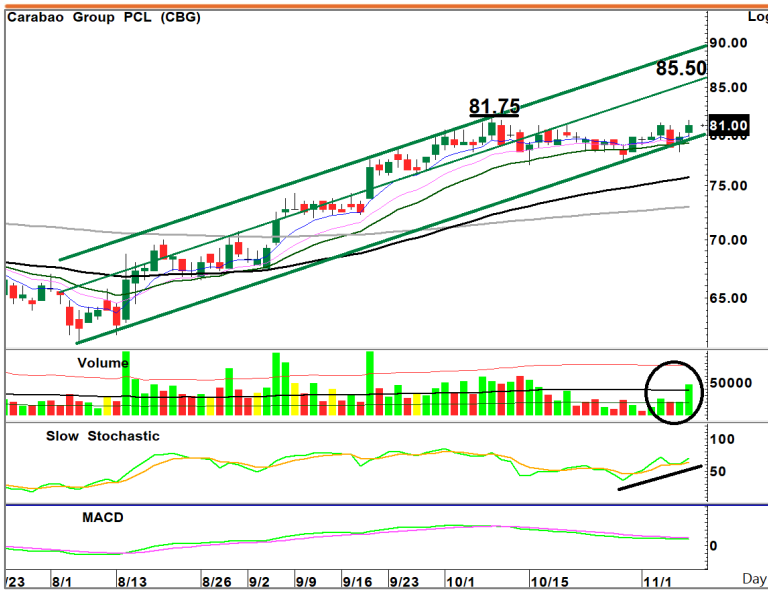 Carabao Group PCL (CBG)
Log
90.00
85.50
85.00
81.75
81.00
80.00
75.00
70.00
65.00
Volume
50000
Slow Stochastic
100
50
MACD
0
/23 8/1 8/13 8/26 9/2 9/9 9/16 9/23 10/1 10/15 11/1 Day